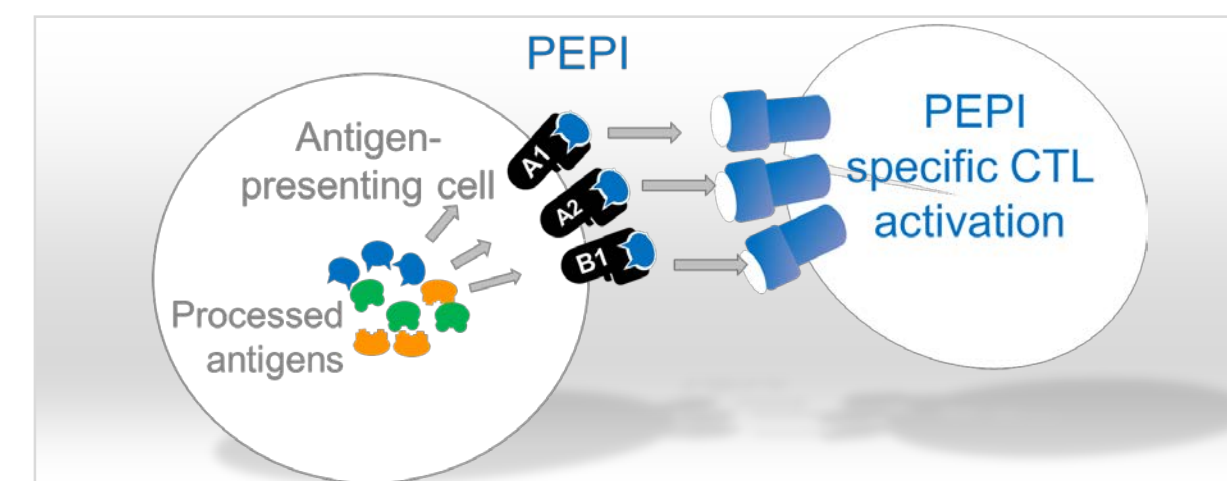 PEPI
Antigen-
presenting cell
A1
A2
B1
PEPI
specific CTL
activation
Processed
antigens